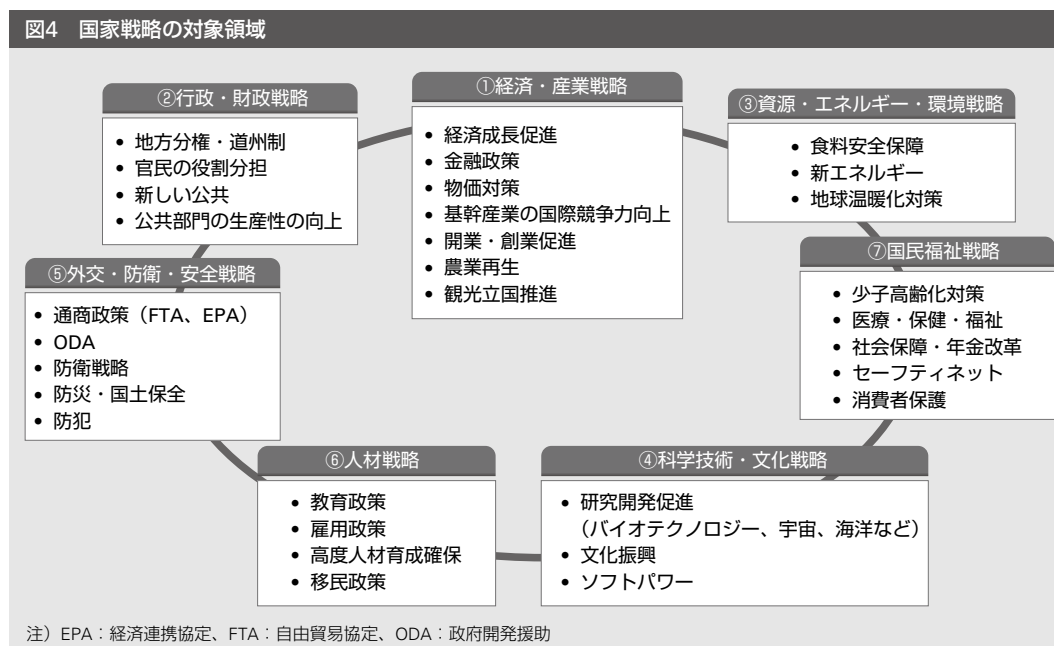 図4 国家戦略の対象領域
①経済・産業戦略
• 経済成長促進
• 金融政策
• 物価対策
• 基幹産業の国際競争力向上
• 開業・創業促進
• 農業再生
• 観光立国推進
②行政・財政戦略
• 地方分権・道州制
• 官民の役割分担
• 新しい公共
• 公共部門の生産性の向上
③資源・エネルギー・環境戦略
• 食料安全保障
• 新エネルギー
• 地球温暖化対策
⑤外交・防衛・安全戦略
• 通商政策（FTA、EPA）
• ODA
• 防衛戦略
• 防災・国土保全
• 防犯
⑦国民福祉戦略
• 少子高齢化対策
• 医療・保健・福祉
• 社会保障・年金改革
• セーフティネット
• 消費者保護
⑥人材戦略
• 教育政策
• 雇用政策
• 高度人材育成確保
• 移民政策
④科学技術・文化戦略
• 研究開発促進
（バイオテクノロジー、宇宙、海洋など）
• 文化振興
• ソフトパワー
注）EPA：経済連携協定、FTA：自由貿易協定、ODA：政府開発援助